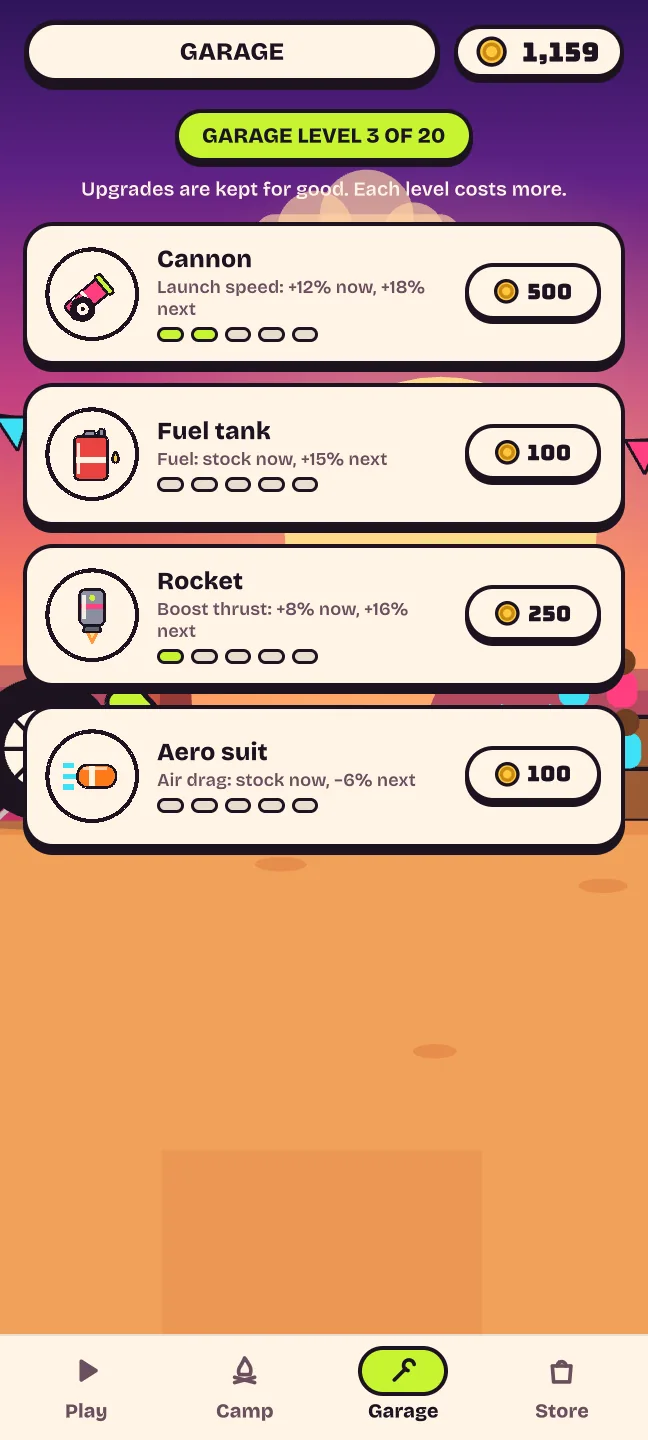 GARAGE
1,159
GARAGE LEVEL 3 OF 20
Upgrades are kept for good. Each level costs more.
Cannon
Launch speed: +12% now, +18%
next
500
Fuel tank
Fuel: stock now, +15% next
100
Rocket
Boost thrust: +8% now, +16%
next
250
Aero suit
Air drag: stock now, −6% next
100
Play
Camp
Garage
Store